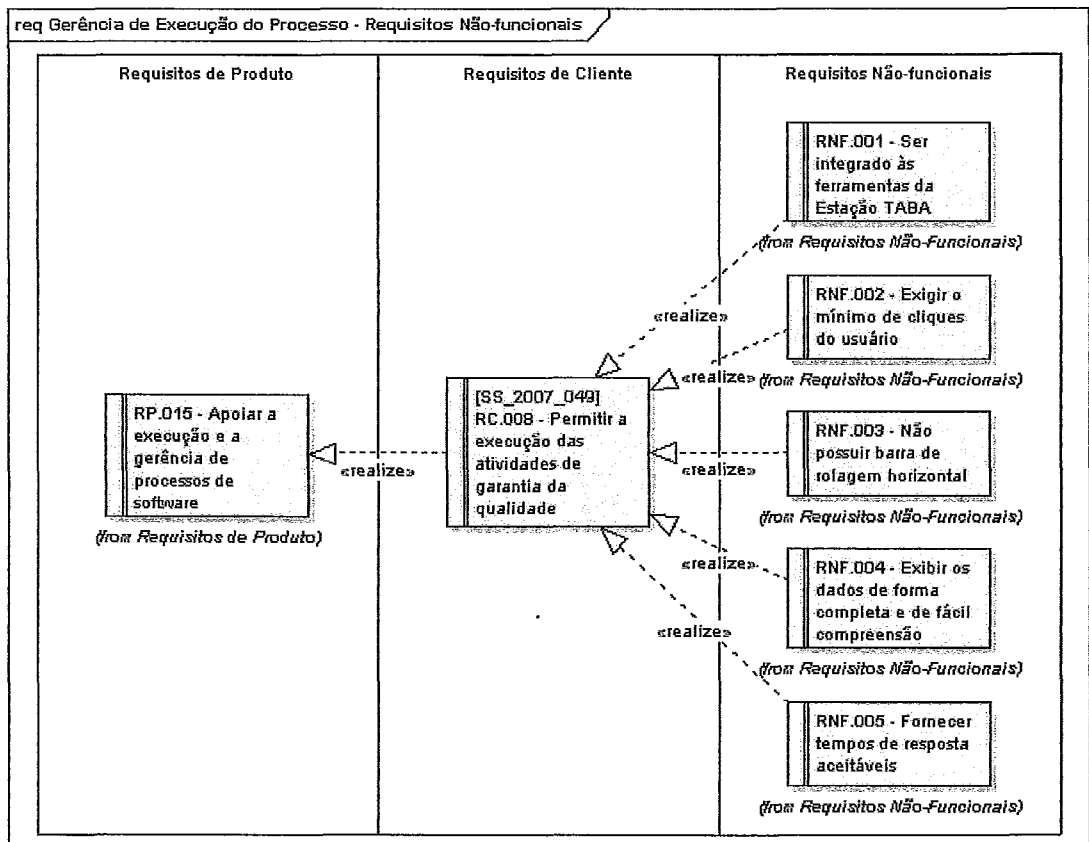 req Gerência de Execução do Processo - Requisitos Não-funcionais
Requisitos de Produto
Requisitos de Cliente
Requisitos Não-funcionais
RP.015 - Apoiar a
execução e a
gerência de
processos de
software
(from Requisitos de Produto)
«realize»
[SS_2007_049]
RC.008 - Permitir a
execução das
atividades de
garantia da
qualidade
«realize»
«realize»
«realize»
«realize»
«realize»
RNF.001 - Ser
integrado às
ferramentas da
Estação TABA
(from Requisitos Não-Funcionais)
RNF.002 - Exigir o
mínimo de cliques
do usuário
(from Requisitos Não-Funcionais)
RNF.003 - Não
possuir barra de
rolagem horizontal
(from Requisitos Não-Funcionais)
RNF.004 - Exibir os
dados de forma
completa e de fácil
compreensão
(from Requisitos Não-Funcionais)
RNF.005 - Fornecer
tempos de resposta
aceitáveis
(from Requisitos Não-Funcionais)